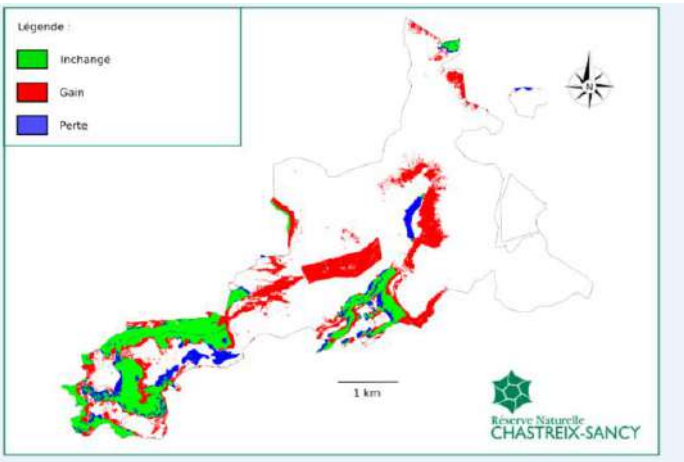 Légende :
Inchangé
Gain
Perte
N
1 km
Réserve Naturelle
CHASTREIX-SANCY